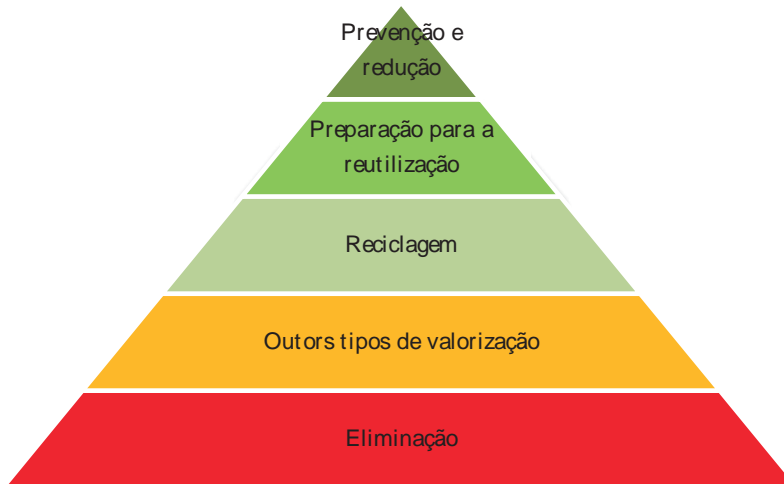 Prevenção e
redução
Preparação para a
reutilização
Reciclagem
Outors tipos de valorização
Eliminação